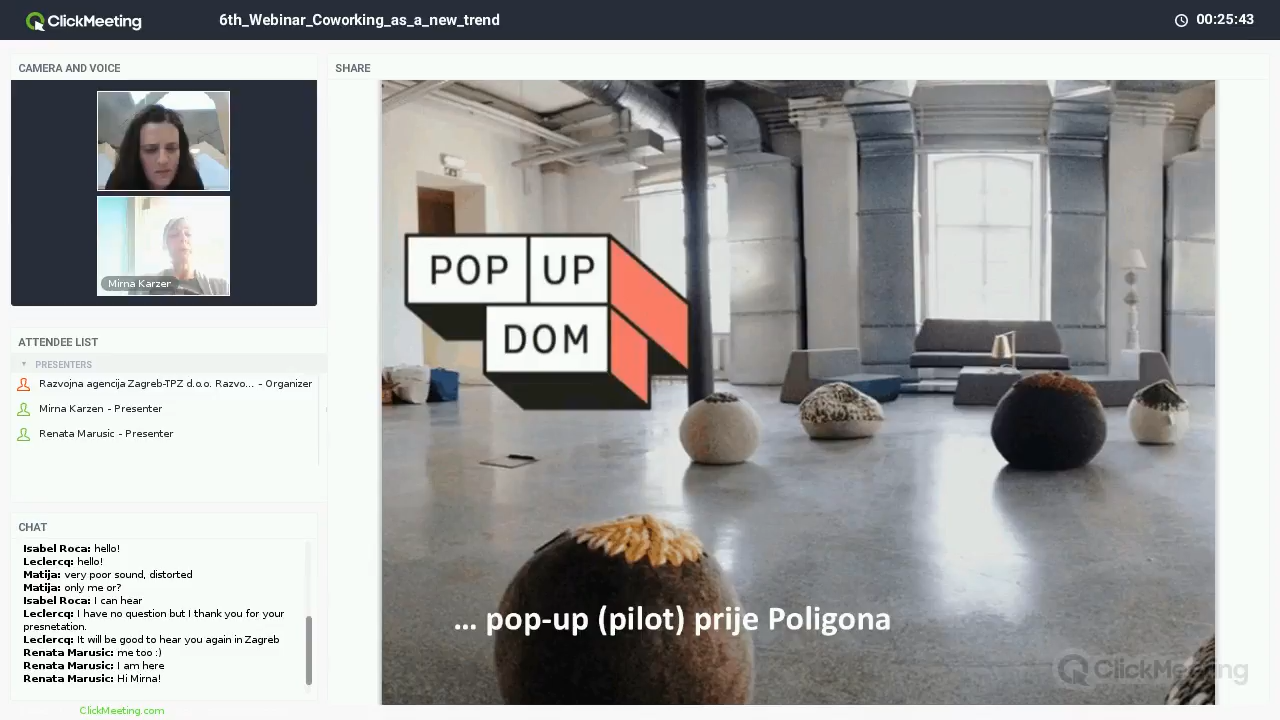 ClickMeeting
6th_Webinar_Coworking_as_a_new_trend
00:25:43
CAMERA AND VOICE
Mirna Karzen
ATTENDEE LIST
PRESENTERS
Razvojna agencija Zagreb-TPZ d.o.o. Razvo... - Organizer
Mirna Karzen - Presenter
Renata Marusic - Presenter
CHAT
Isabel Roca: hello!
Leclercq: hello!
Matija: very poor sound, distorted
Matija: only me or?
Isabel Roca: I can hear
Leclercq: I have no question but I thank you for your
presnetation.
Leclercq: It will be good to hear you again in Zagreb
Renata Marusic: me too :)
Renata Marusic: I am here
Renata Marusic: Hi Mirna!
ClickMeeting.com
SHARE
POP UP
DOM
... pop-up (pilot) prije Poligona
ClickMeeting